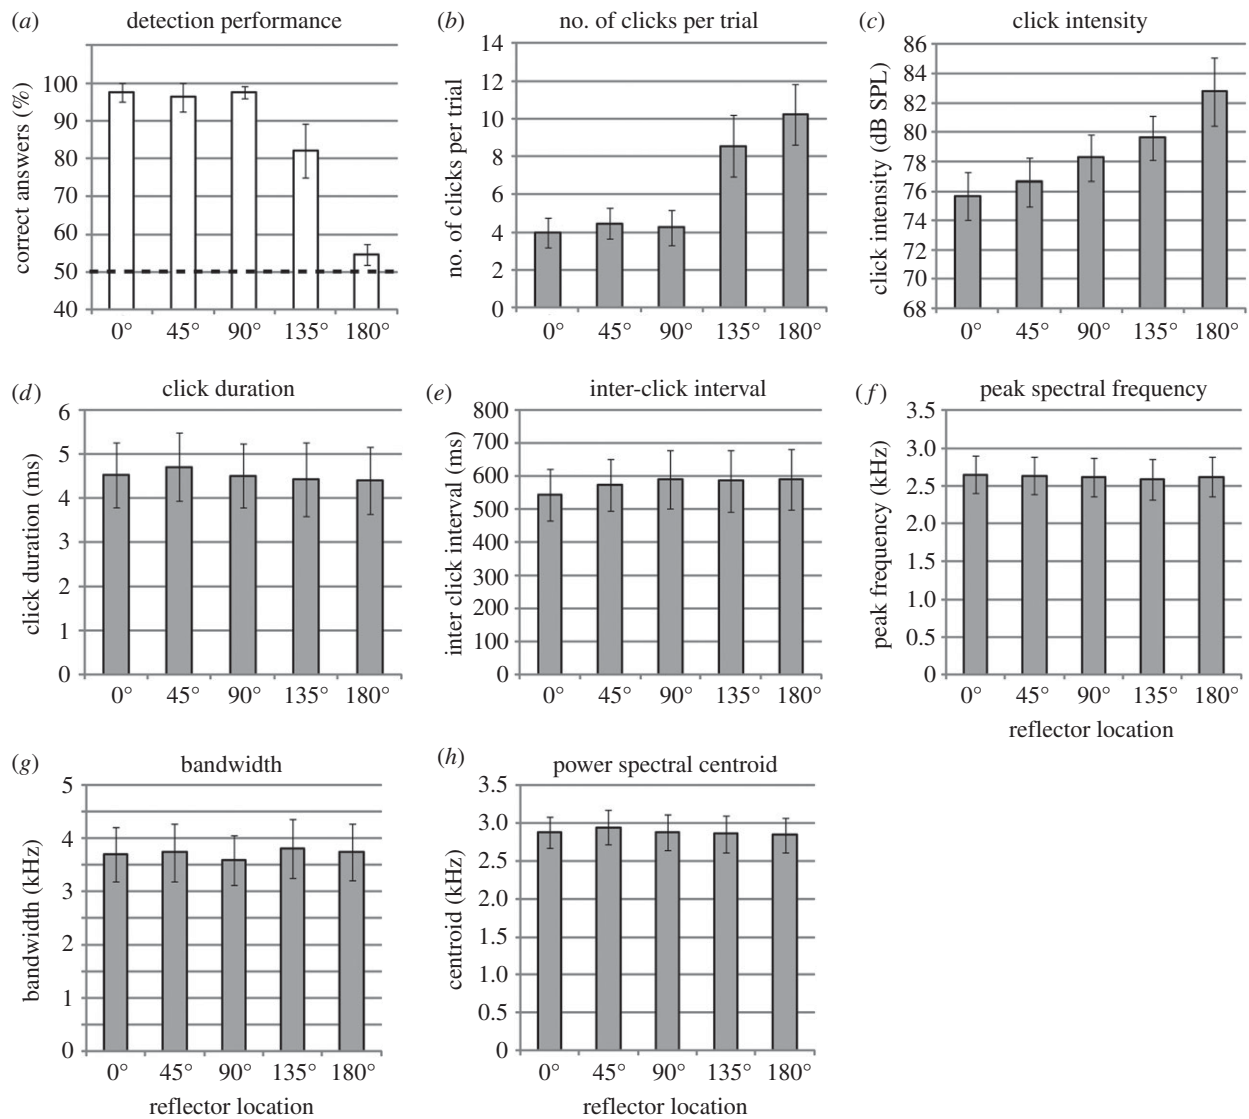 (a) detection performance
correct answers (%)
100
90
80
70
60
50
40
0° 45° 90° 135° 180°
(b) no. of clicks per trial
no. of clicks per trial
14
12
10
8
6
4
2
0
0° 45° 90° 135° 180°
(c) click intensity
click intensity (dB SPL)
86
84
82
80
78
76
74
72
70
68
0° 45° 90° 135° 180°
(d) click duration
click duration (ms)
6
5
4
3
2
1
0
0° 45° 90° 135° 180°
(e) inter-click interval
inter click interval (ms)
800
700
600
500
400
300
200
100
0
0° 45° 90° 135° 180°
(f) peak spectral frequency
peak frequency (kHz)
3.5
3.0
2.5
2.0
1.5
1.0
0.5
0
0° 45° 90° 135° 180°
reflector location
(g) bandwidth
bandwidth (kHz)
5
4
3
2
1
0
0° 45° 90° 135° 180°
reflector location
(h) power spectral centroid
centroid (kHz)
3.5
3.0
2.5
2.0
1.5
1.0
0.5
0
0° 45° 90° 135° 180°
reflector location